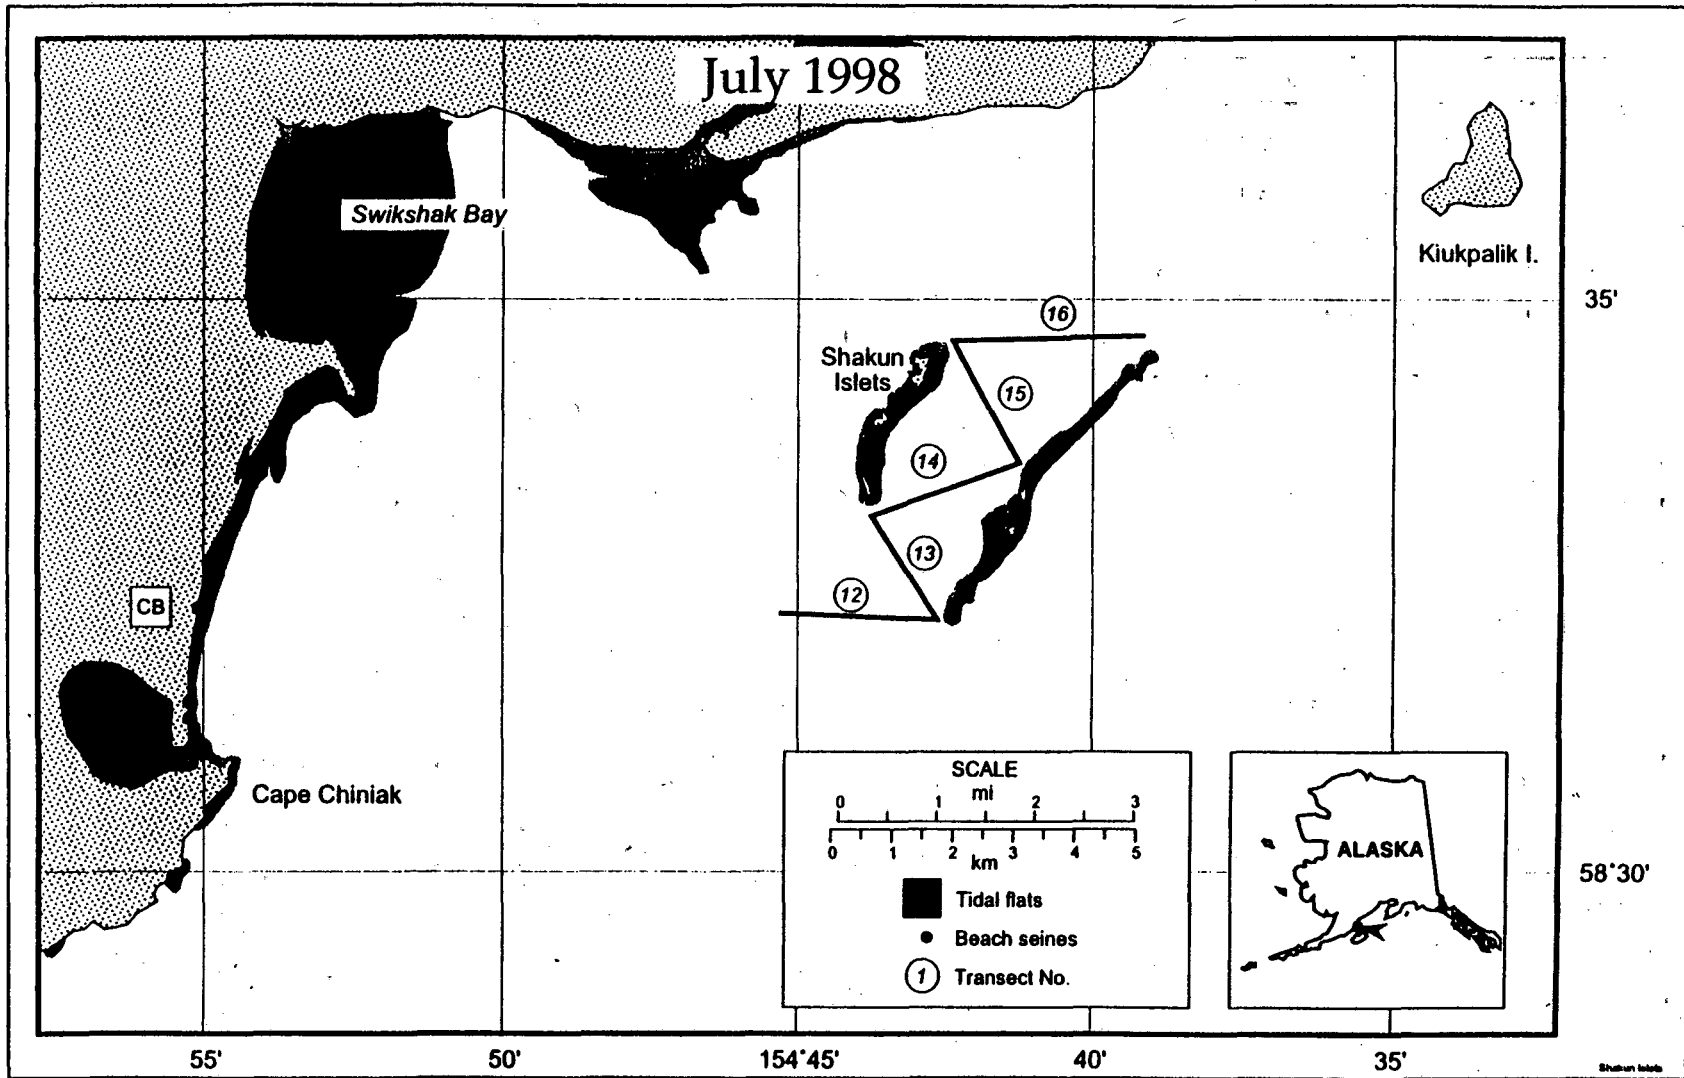 July 1998
Swikshak Bay
Kiukpalik I.
35'
16
Shakun
Islets
15
14
13
12
CB
Cape Chiniak
SCALE
0 1 2 3
mi
0 1 2 3 4 5
km
Tidal flats
Beach seines
1 Transect No.
ALASKA
58°30'
55' 50' 154°45' 40' 35'
Shakun Islets